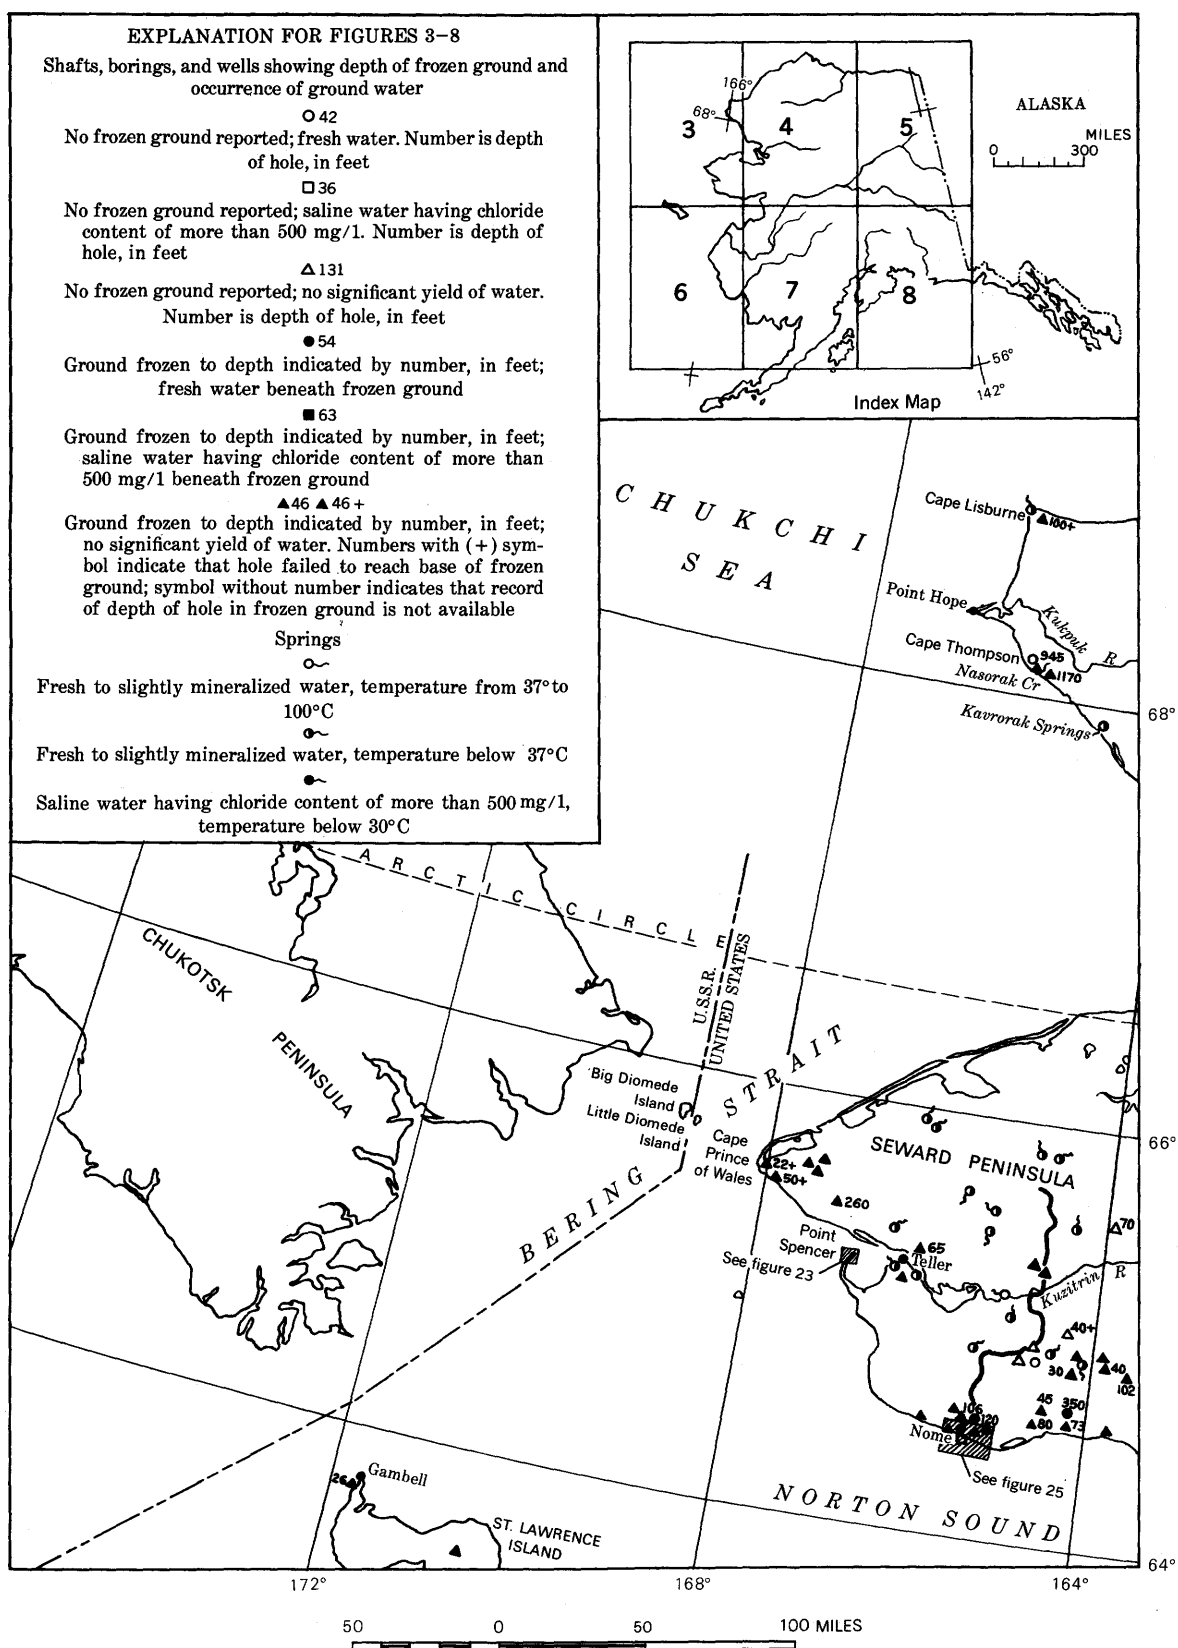 EXPLANATION FOR FIGURES 3–8
Shafts, borings, and wells showing depth of frozen ground and
occurrence of ground water
42
No frozen ground reported; fresh water. Number is depth
of hole, in feet
36
No frozen ground reported; saline water having chloride
content of more than 500 mg/1. Number is depth of
hole, in feet
131
No frozen ground reported; no significant yield of water.
Number is depth of hole, in feet
54
Ground frozen to depth indicated by number, in feet;
fresh water beneath frozen ground
63
Ground frozen to depth indicated by number, in feet;
saline water having chloride content of more than
500 mg/1 beneath frozen ground
46 46 +
Ground frozen to depth indicated by number, in feet;
no significant yield of water. Numbers with (+) sym-
bol indicate that hole failed to reach base of frozen
ground; symbol without number indicates that record
of depth of hole in frozen ground is not available
Springs
Fresh to slightly mineralized water, temperature from 37° to
100°C
Fresh to slightly mineralized water, temperature below 37°C
Saline water having chloride content of more than 500 mg/1,
temperature below 30°C
166°
68°
3
4
5
6
7
8
ALASKA
MILES
0 300
56°
142°
Index Map
CHUKCHI
SEA
Cape Lisburne
100+
Point Hope
Kukpuk
R
Cape Thompson
945
Nasorak Cr
1170
Kavrorak Springs
68°
ARCTIC CIRCLE
CHUKOTSK
PENINSULA
U.S.S.R.
UNITED STATES
BERING STRAIT
Big Diomede
Island
Little Diomede
Island
Cape
Prince
of Wales
22+
50+
260
SEWARD PENINSULA
66°
70
Point
Spencer
See figure 23
65
Teller
Kuzitrin R
40+
30
40
102
45
350
80
73
106
120
Nome
See figure 25
NORTON SOUND
26
Gambell
ST. LAWRENCE
ISLAND
64°
172°
168°
164°
50 0 50 100 MILES